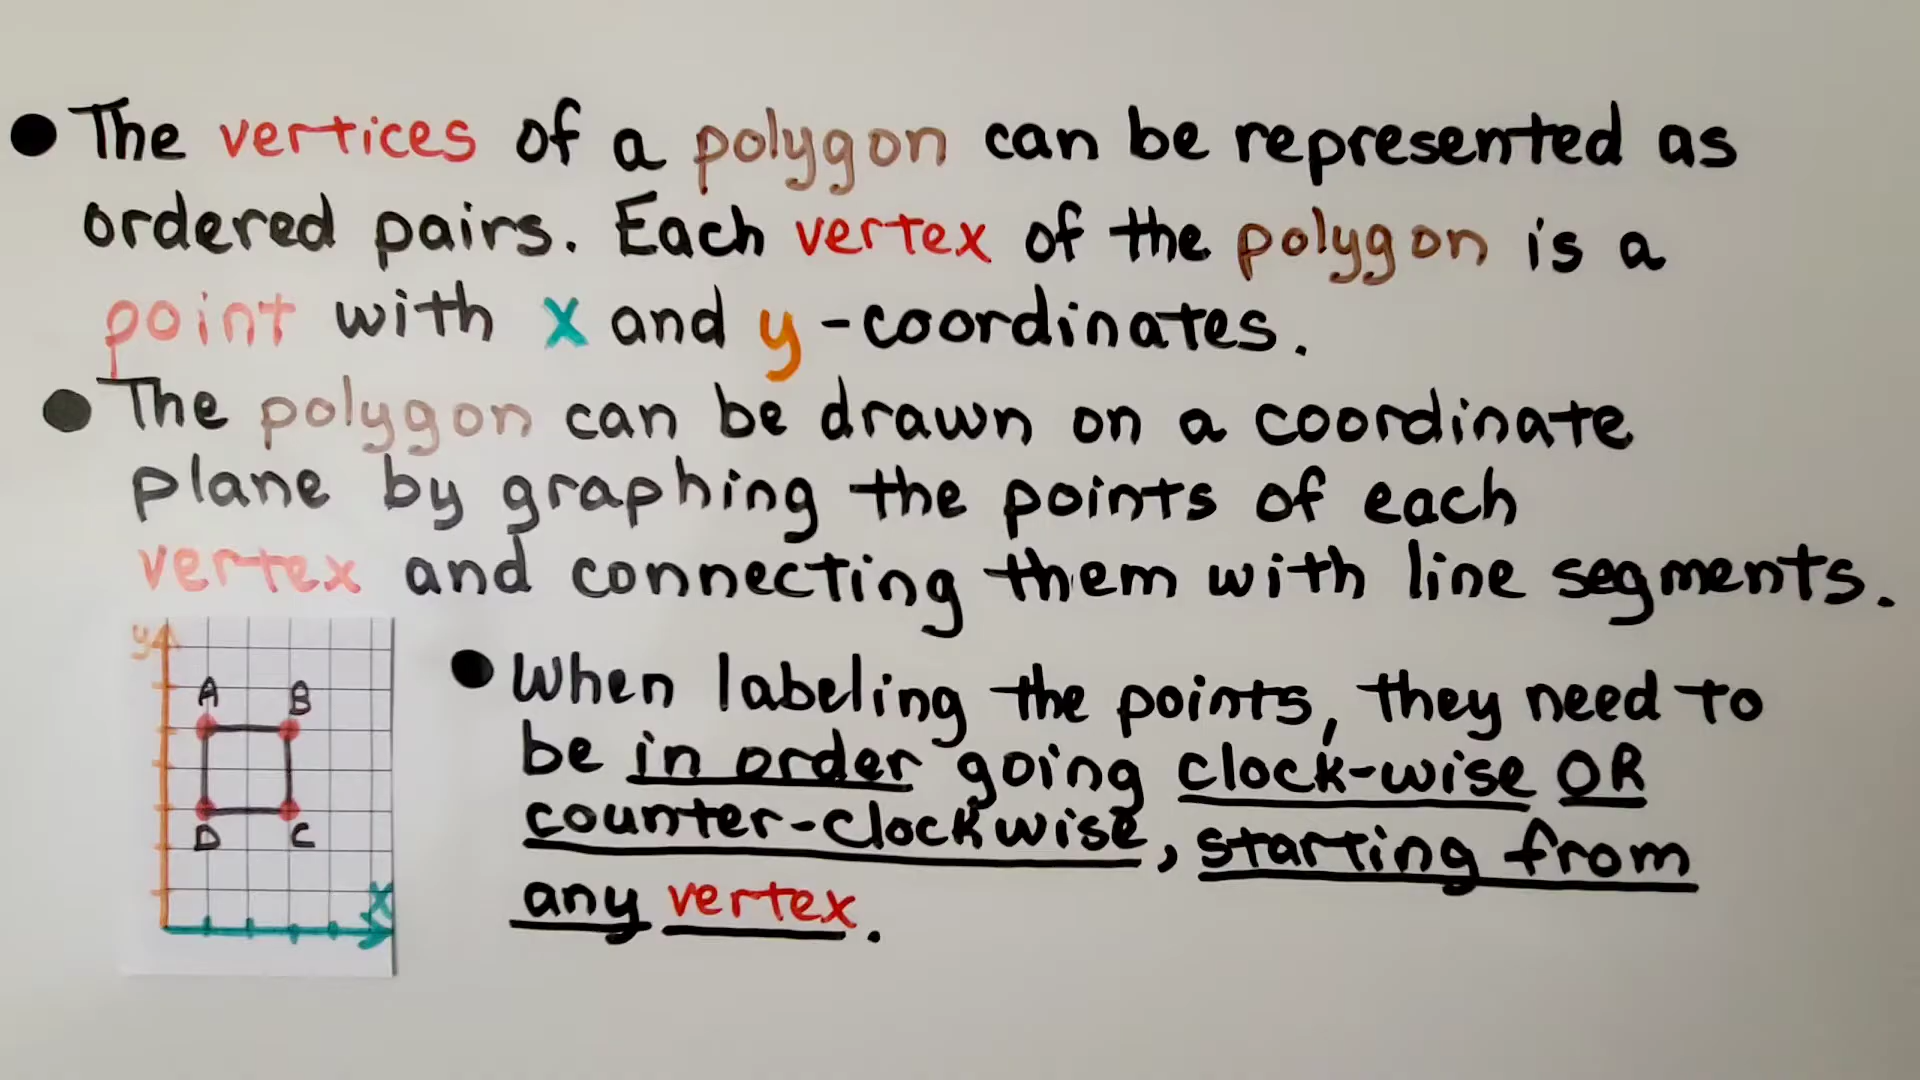 The vertices of a polygon can be represented as
ordered pairs. Each vertex of the polygon is a
point with x and y-coordinates.
The polygon can be drawn on a coordinate
plane by graphing the points of each
vertex and connecting them with line segments.
y
A B
D C
x
When labeling the points, they need to
be in order going clock-wise OR
counter-clockwise, starting from
any vertex.